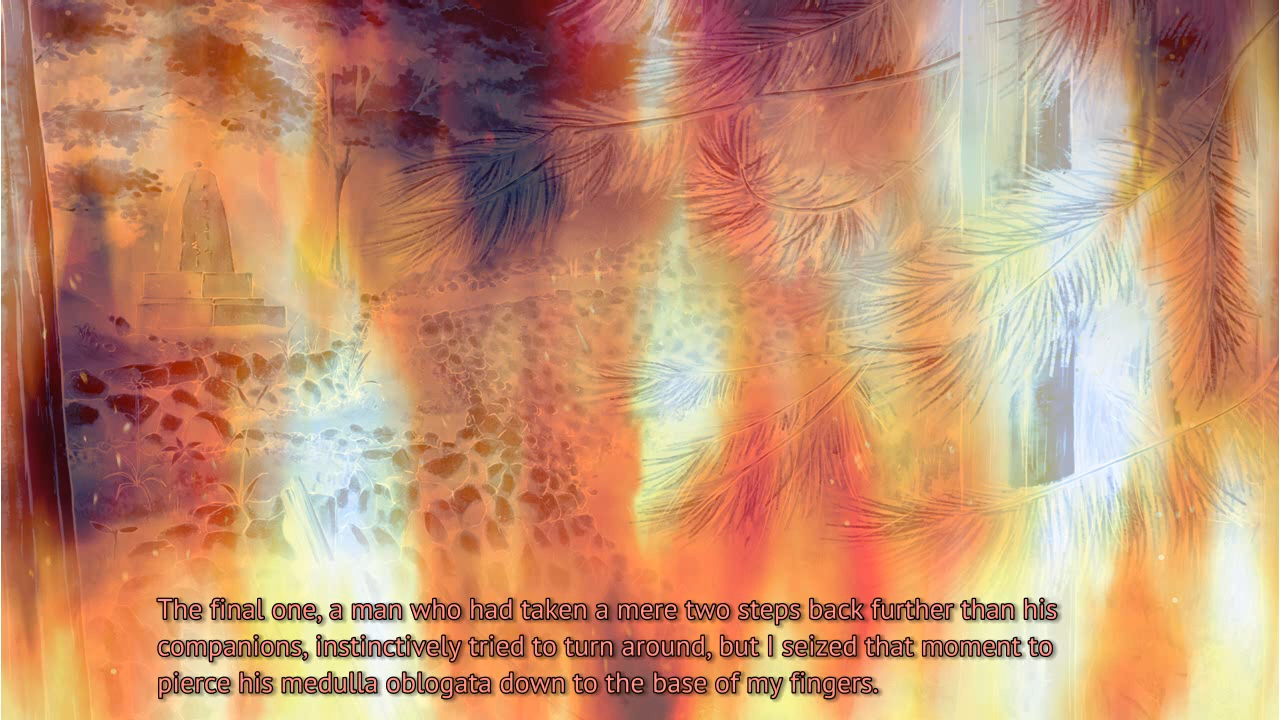 The final one, a man who had taken a mere two steps back further than his
companions, instinctively tried to turn around, but I seized that moment to
pierce his medulla oblogata down to the base of my fingers.